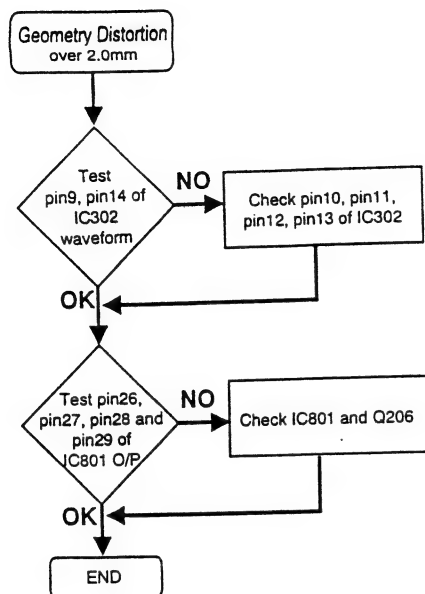 Geometry Distortion
over 2.0mm
Test
pin9, pin14 of
IC302
waveform
NO
Check pin10, pin11,
pin12, pin13 of IC302
OK
Test pin26,
pin27, pin28 and
pin29 of
IC801 O/P
NO
Check IC801 and Q206
OK
END